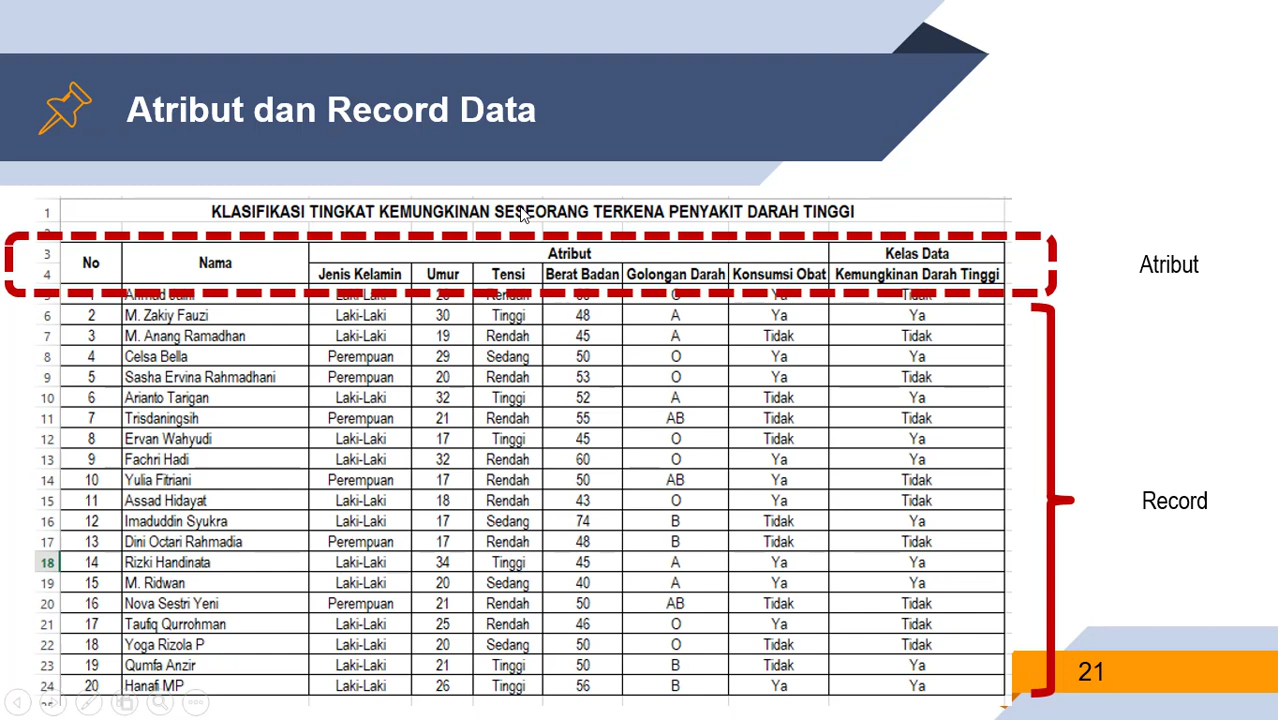 Atribut dan Record Data
1 KLASIFIKASI TINGKAT KEMUNGKINAN SESEORANG TERKENA PENYAKIT DARAH TINGGI
3 No Nama Atribut Kelas Data
4 Jenis Kelamin Umur Tensi Berat Badan Golongan Darah Konsumsi Obat Kemungkinan Darah Tinggi
Atribut
1 Laki-Laki Rendah O Ya Tidak
6 2 M. Zakiy Fauzi Laki-Laki 30 Tinggi 48 A Ya Ya
7 3 M. Anang Ramadhan Laki-Laki 19 Rendah 45 A Tidak Tidak
8 4 Celsa Bella Perempuan 29 Sedang 50 O Ya Ya
9 5 Sasha Ervina Rahmadhani Perempuan 20 Rendah 53 O Ya Tidak
10 6 Arianto Tarigan Laki-Laki 32 Tinggi 52 A Tidak Ya
11 7 Trisdaningsih Perempuan 21 Rendah 55 AB Tidak Tidak
12 8 Ervan Wahyudi Laki-Laki 17 Tinggi 45 O Tidak Ya
13 9 Fachri Hadi Laki-Laki 32 Rendah 60 O Ya Ya
14 10 Yulia Fitriani Perempuan 17 Rendah 50 AB Ya Tidak
15 11 Assad Hidayat Laki-Laki 18 Rendah 43 O Ya Tidak
16 12 Imaduddin Syukra Laki-Laki 17 Sedang 74 B Tidak Ya
17 13 Dini Octari Rahmadia Perempuan 17 Rendah 48 B Tidak Tidak
18 14 Rizki Handinata Laki-Laki 34 Tinggi 45 A Ya Ya
19 15 M. Ridwan Laki-Laki 20 Sedang 40 A Ya Tidak
20 16 Nova Sestri Yeni Perempuan 21 Rendah 50 AB Tidak Tidak
21 17 Taufiq Qurrohman Laki-Laki 25 Rendah 46 O Ya Tidak
22 18 Yoga Rizola P Laki-Laki 20 Sedang 50 O Tidak Tidak
23 19 Qumfa Anzir Laki-Laki 21 Tinggi 50 B Tidak Ya
24 20 Hanafi MP Laki-Laki 26 Tinggi 56 B Ya Ya
Record
21